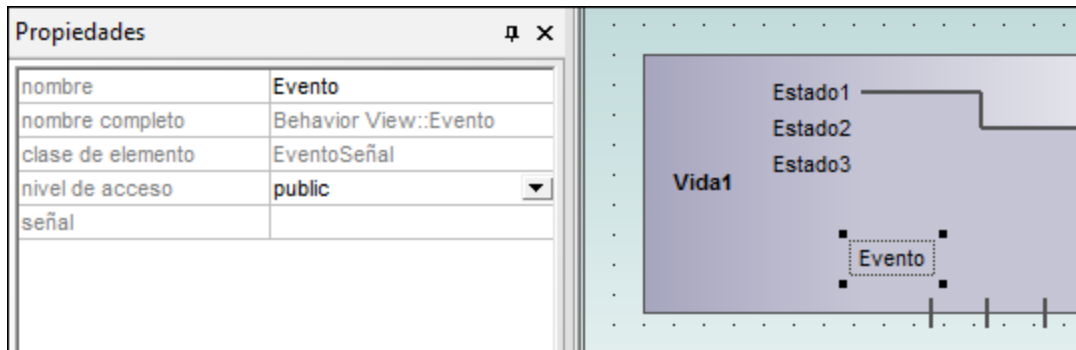 Propiedades
nombre Evento
nombre completo Behavior View::Evento
clase de elemento EventoSeñal
nivel de acceso public
señal
Estado1
Estado2
Estado3
Vida1
Evento